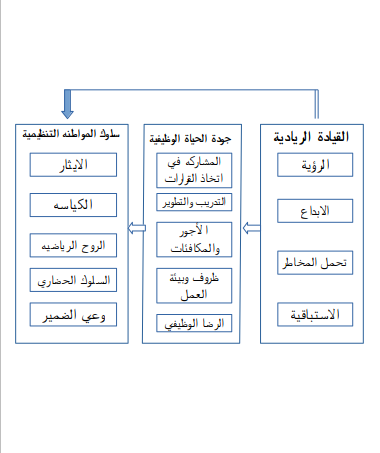 القيادة الريادية
الرؤية
الابداع
تحمل المخاطر
الاستباقية
جودة الحياة الوظيفية
المشاركه في
اتخاذ القرارات
التدريب والتطوير
الأجور
والمكافئات
ظروف وبيئة
العمل
الرضا الوظيفي
سلوك المواطنه التنظيمية
الايثار
الكياسه
الروح الرياضيه
السلوك الحضاري
وعي الضمير